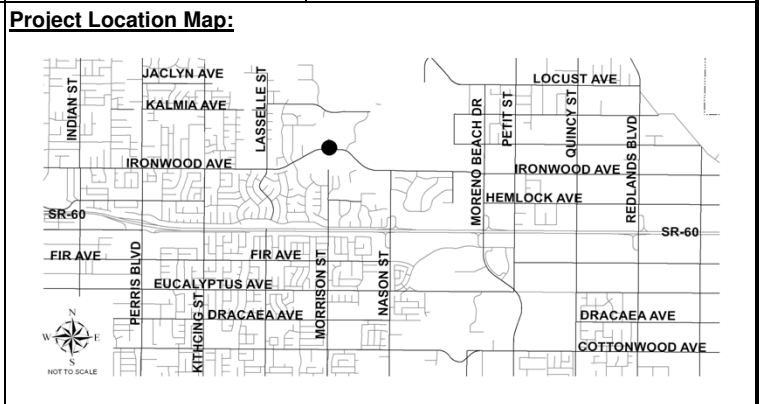 Project Location Map:
JACLYN AVE
LOCUST AVE
KALMIA AVE
INDIAN ST
LASSELLE ST
MORENO BEACH DR
PETIT ST
QUINCY ST
REDLANDS BLVD
IRONWOOD AVE
IRONWOOD AVE
HEMLOCK AVE
SR-60
SR-60
FIR AVE
FIR AVE
PERRIS BLVD
KITHCING ST
MORRISON ST
NASON ST
EUCALYPTUS AVE
DRACAEA AVE
DRACAEA AVE
COTTONWOOD AVE
N
W
E
S
NOT TO SCALE